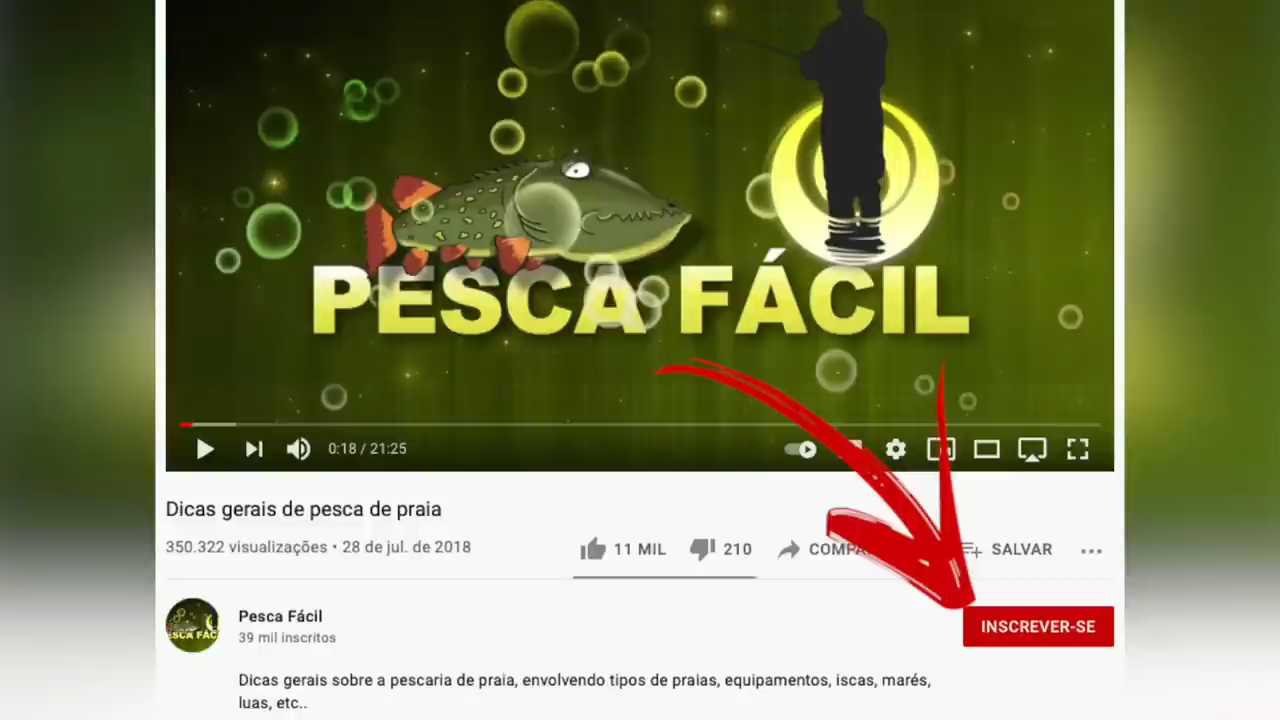 PESCA FÁCIL
0:18 / 21:25
Dicas gerais de pesca de praia
350.322 visualizações • 28 de jul. de 2018
11 MIL 210 SALVAR
Pesca Fácil
39 mil inscritos
INSCREVER-SE
Dicas gerais sobre a pescaria de praia, envolvendo tipos de praias, equipamentos, iscas, marés,
luas, etc..